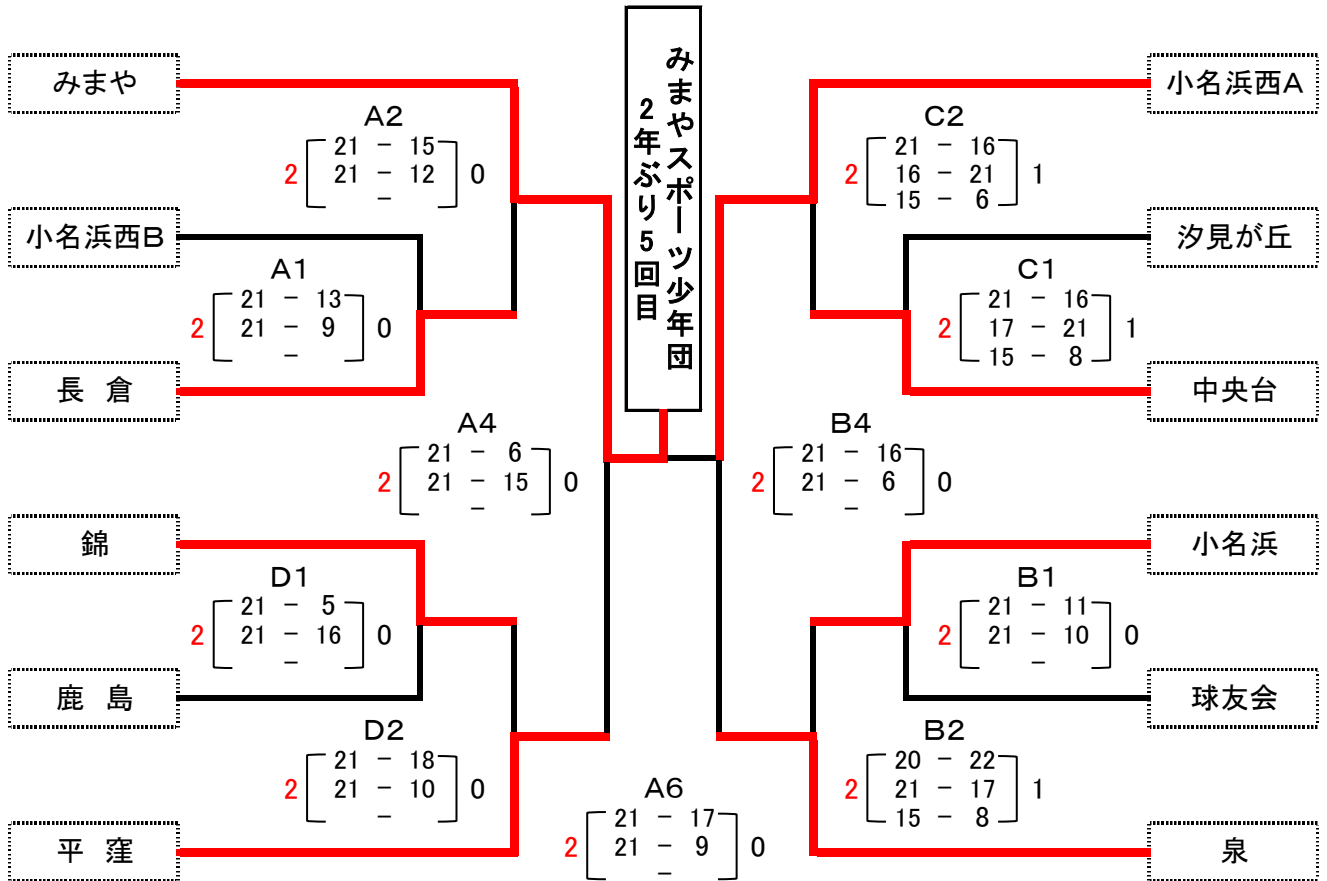 みまやスポーツ少年団
2年ぶり5回目
みまや
A2
21 - 15
2 21 - 12 0
-
小名浜西B
A1
21 - 13
2 21 - 9 0
-
長 倉
A4
21 - 6
2 21 - 15 0
-
錦
D1
21 - 5
2 21 - 16 0
-
鹿 島
D2
21 - 18
2 21 - 10 0
-
平 窪
A6
21 - 17
2 21 - 9 0
-
小名浜西A
C2
21 - 16
2 16 - 21 1
15 - 6
汐見が丘
C1
21 - 16
2 17 - 21 1
15 - 8
中央台
B4
21 - 16
2 21 - 6 0
-
小名浜
B1
21 - 11
2 21 - 10 0
-
球友会
B2
20 - 22
2 21 - 17 1
15 - 8
泉